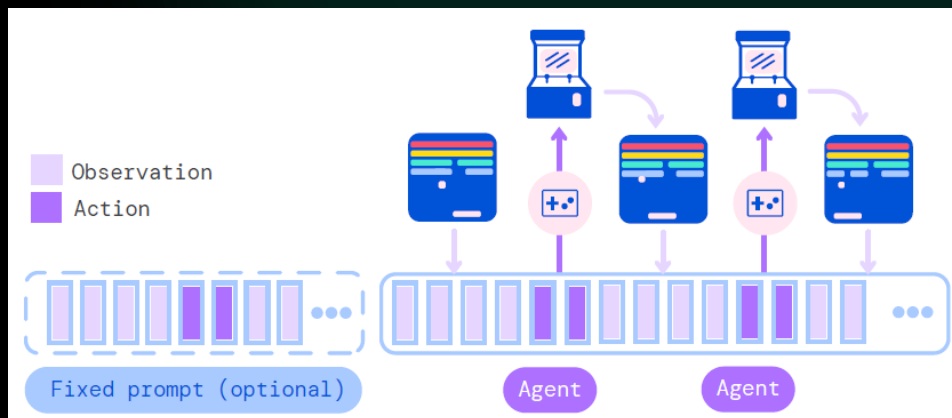 Observation
Action
Fixed prompt (optional)
Agent
Agent